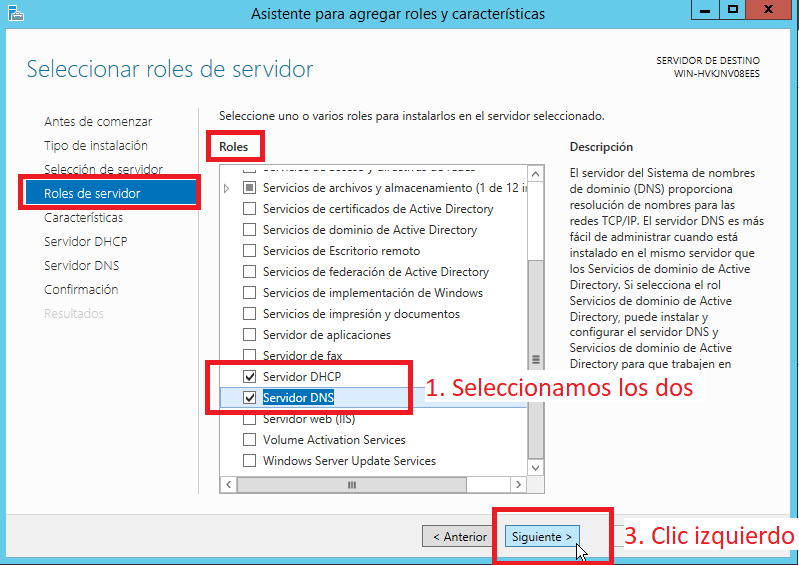 Asistente para agregar roles y características
Seleccionar roles de servidor
SERVIDOR DE DESTINO
WIN-HVKJNV08EES
Antes de comenzar
Tipo de instalación
Selección de servidor
Roles de servidor
Características
Servidor DHCP
Servidor DNS
Confirmación
Resultados
Seleccione uno o varios roles para instalarlos en el servidor seleccionado.
Roles
Servicios de acceso y directivas de redes
Servicios de archivos y almacenamiento (1 de 12 in
Servicios de certificados de Active Directory
Servicios de dominio de Active Directory
Servicios de Escritorio remoto
Servicios de federación de Active Directory
Servicios de implementación de Windows
Servicios de impresión y documentos
Servidor de aplicaciones
Servidor de fax
Servidor DHCP
Servidor DNS
Servidor web (IIS)
Volume Activation Services
Windows Server Update Services
1. Seleccionamos los dos
Descripción
El servidor del Sistema de nombres
de dominio (DNS) proporciona
resolución de nombres para las
redes TCP/IP. El servidor DNS es más
fácil de administrar cuando está
instalado en el mismo servidor que
los Servicios de dominio de Active
Directory. Si selecciona el rol
Servicios de dominio de Active
Directory, puede instalar y
configurar el servidor DNS y
Servicios de dominio de Active
Directory para que trabajen en
< Anterior
Siguiente >
3. Clic izquierdo